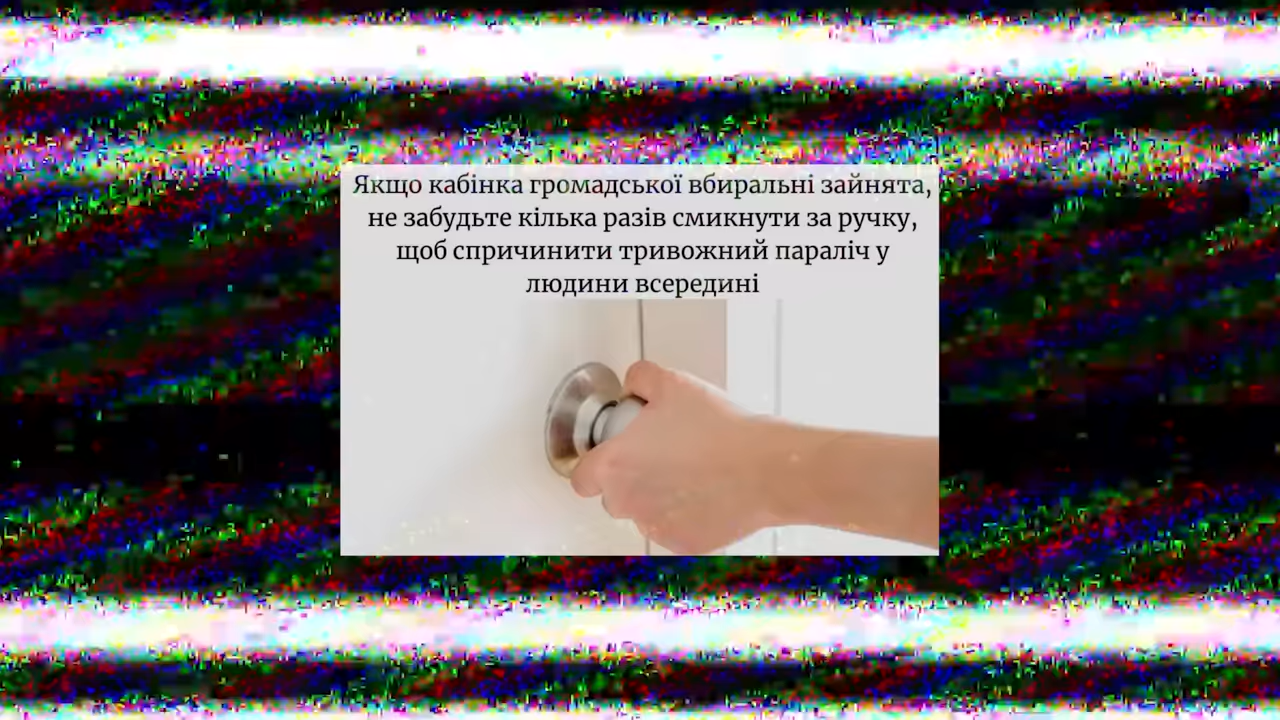 Якщо кабінка громадської вбиральні зайнята,
не забудьте кілька разів смикнути за ручку,
щоб спричинити тривожний параліч у
людини всередині